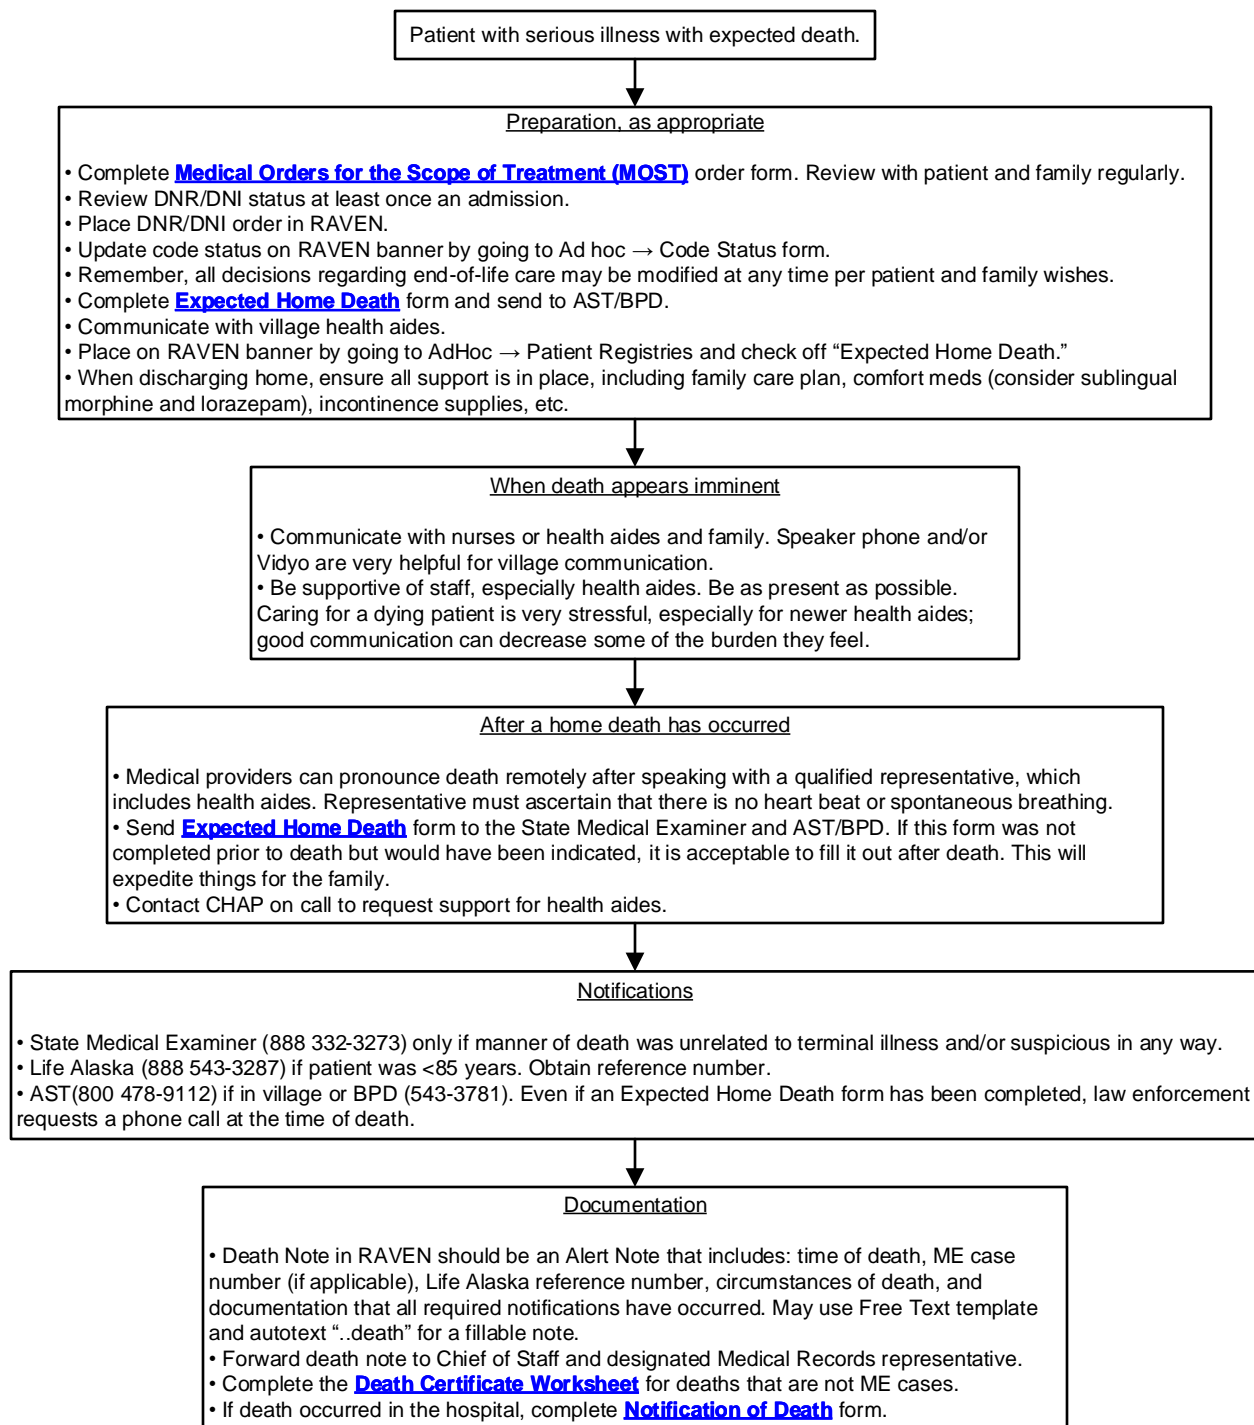 Patient with serious illness with expected death.
Preparation, as appropriate
• Complete Medical Orders for the Scope of Treatment (MOST) order form. Review with patient and family regularly.
• Review DNR/DNI status at least once an admission.
• Place DNR/DNI order in RAVEN.
• Update code status on RAVEN banner by going to Ad hoc → Code Status form.
• Remember, all decisions regarding end-of-life care may be modified at any time per patient and family wishes.
• Complete Expected Home Death form and send to AST/BPD.
• Communicate with village health aides.
• Place on RAVEN banner by going to AdHoc → Patient Registries and check off “Expected Home Death.”
• When discharging home, ensure all support is in place, including family care plan, comfort meds (consider sublingual
morphine and lorazepam), incontinence supplies, etc.
When death appears imminent
• Communicate with nurses or health aides and family. Speaker phone and/or
Vidyo are very helpful for village communication.
• Be supportive of staff, especially health aides. Be as present as possible.
Caring for a dying patient is very stressful, especially for newer health aides;
good communication can decrease some of the burden they feel.
After a home death has occurred
• Medical providers can pronounce death remotely after speaking with a qualified representative, which
includes health aides. Representative must ascertain that there is no heart beat or spontaneous breathing.
• Send Expected Home Death form to the State Medical Examiner and AST/BPD. If this form was not
completed prior to death but would have been indicated, it is acceptable to fill it out after death. This will
expedite things for the family.
• Contact CHAP on call to request support for health aides.
Notifications
• State Medical Examiner (888 332-3273) only if manner of death was unrelated to terminal illness and/or suspicious in any way.
• Life Alaska (888 543-3287) if patient was <85 years. Obtain reference number.
• AST(800 478-9112) if in village or BPD (543-3781). Even if an Expected Home Death form has been completed, law enforcement
requests a phone call at the time of death.
Documentation
• Death Note in RAVEN should be an Alert Note that includes: time of death, ME case
number (if applicable), Life Alaska reference number, circumstances of death, and
documentation that all required notifications have occurred. May use Free Text template
and autotext “..death” for a fillable note.
• Forward death note to Chief of Staff and designated Medical Records representative.
• Complete the Death Certificate Worksheet for deaths that are not ME cases.
• If death occurred in the hospital, complete Notification of Death form.